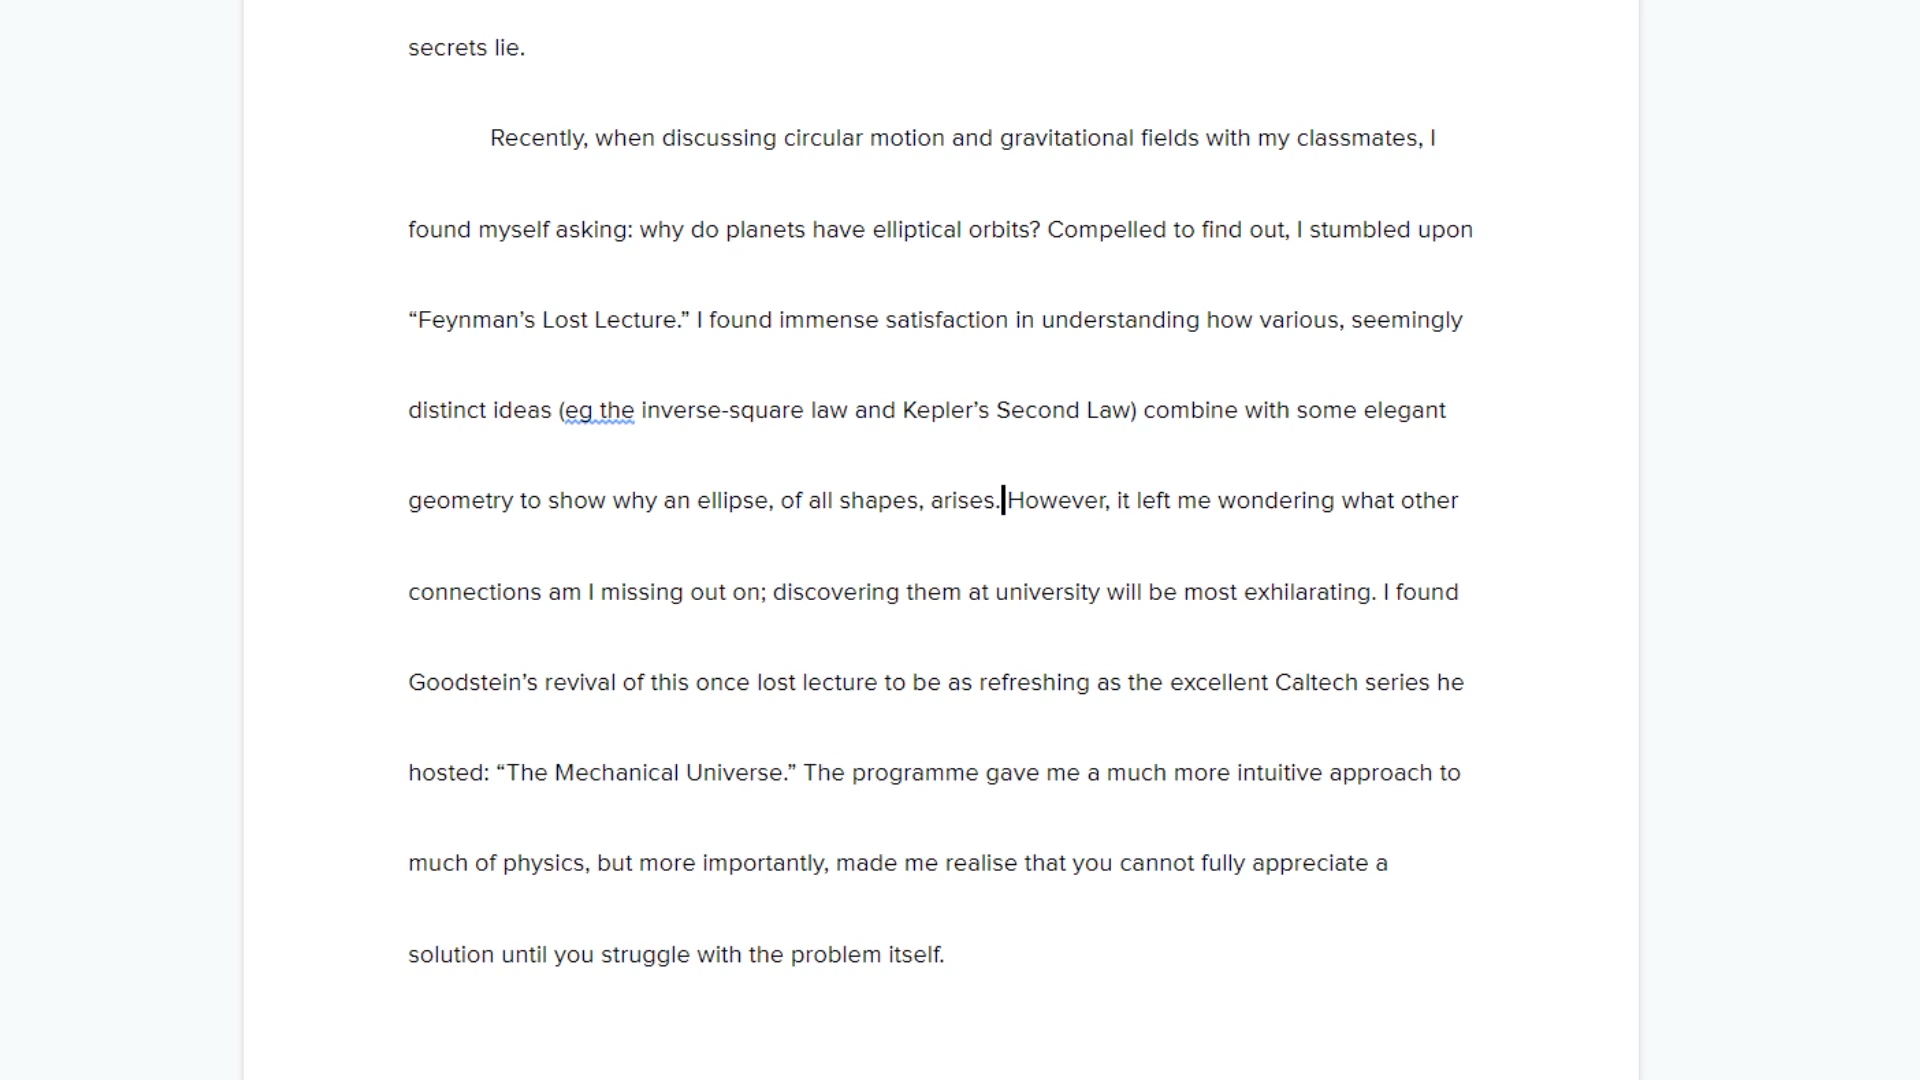 secrets lie.
Recently, when discussing circular motion and gravitational fields with my classmates, I
found myself asking: why do planets have elliptical orbits? Compelled to find out, I stumbled upon
“Feynman’s Lost Lecture.” I found immense satisfaction in understanding how various, seemingly
distinct ideas (eg the inverse-square law and Kepler’s Second Law) combine with some elegant
geometry to show why an ellipse, of all shapes, arises. However, it left me wondering what other
connections am I missing out on; discovering them at university will be most exhilarating. I found
Goodstein’s revival of this once lost lecture to be as refreshing as the excellent Caltech series he
hosted: “The Mechanical Universe.” The programme gave me a much more intuitive approach to
much of physics, but more importantly, made me realise that you cannot fully appreciate a
solution until you struggle with the problem itself.